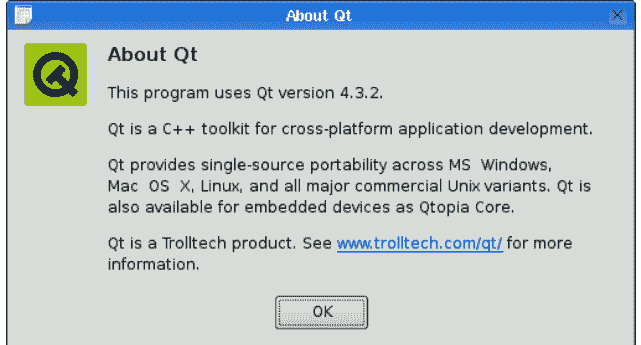 About Qt
About Qt
This program uses Qt version 4.3.2.
Qt is a C++ toolkit for cross-platform application development.
Qt provides single-source portability across MS Windows,
Mac OS X, Linux, and all major commercial Unix variants. Qt is
also available for embedded devices as Qtopia Core.
Qt is a Trolltech product. See www.trolltech.com/qt/ for more
information.
OK